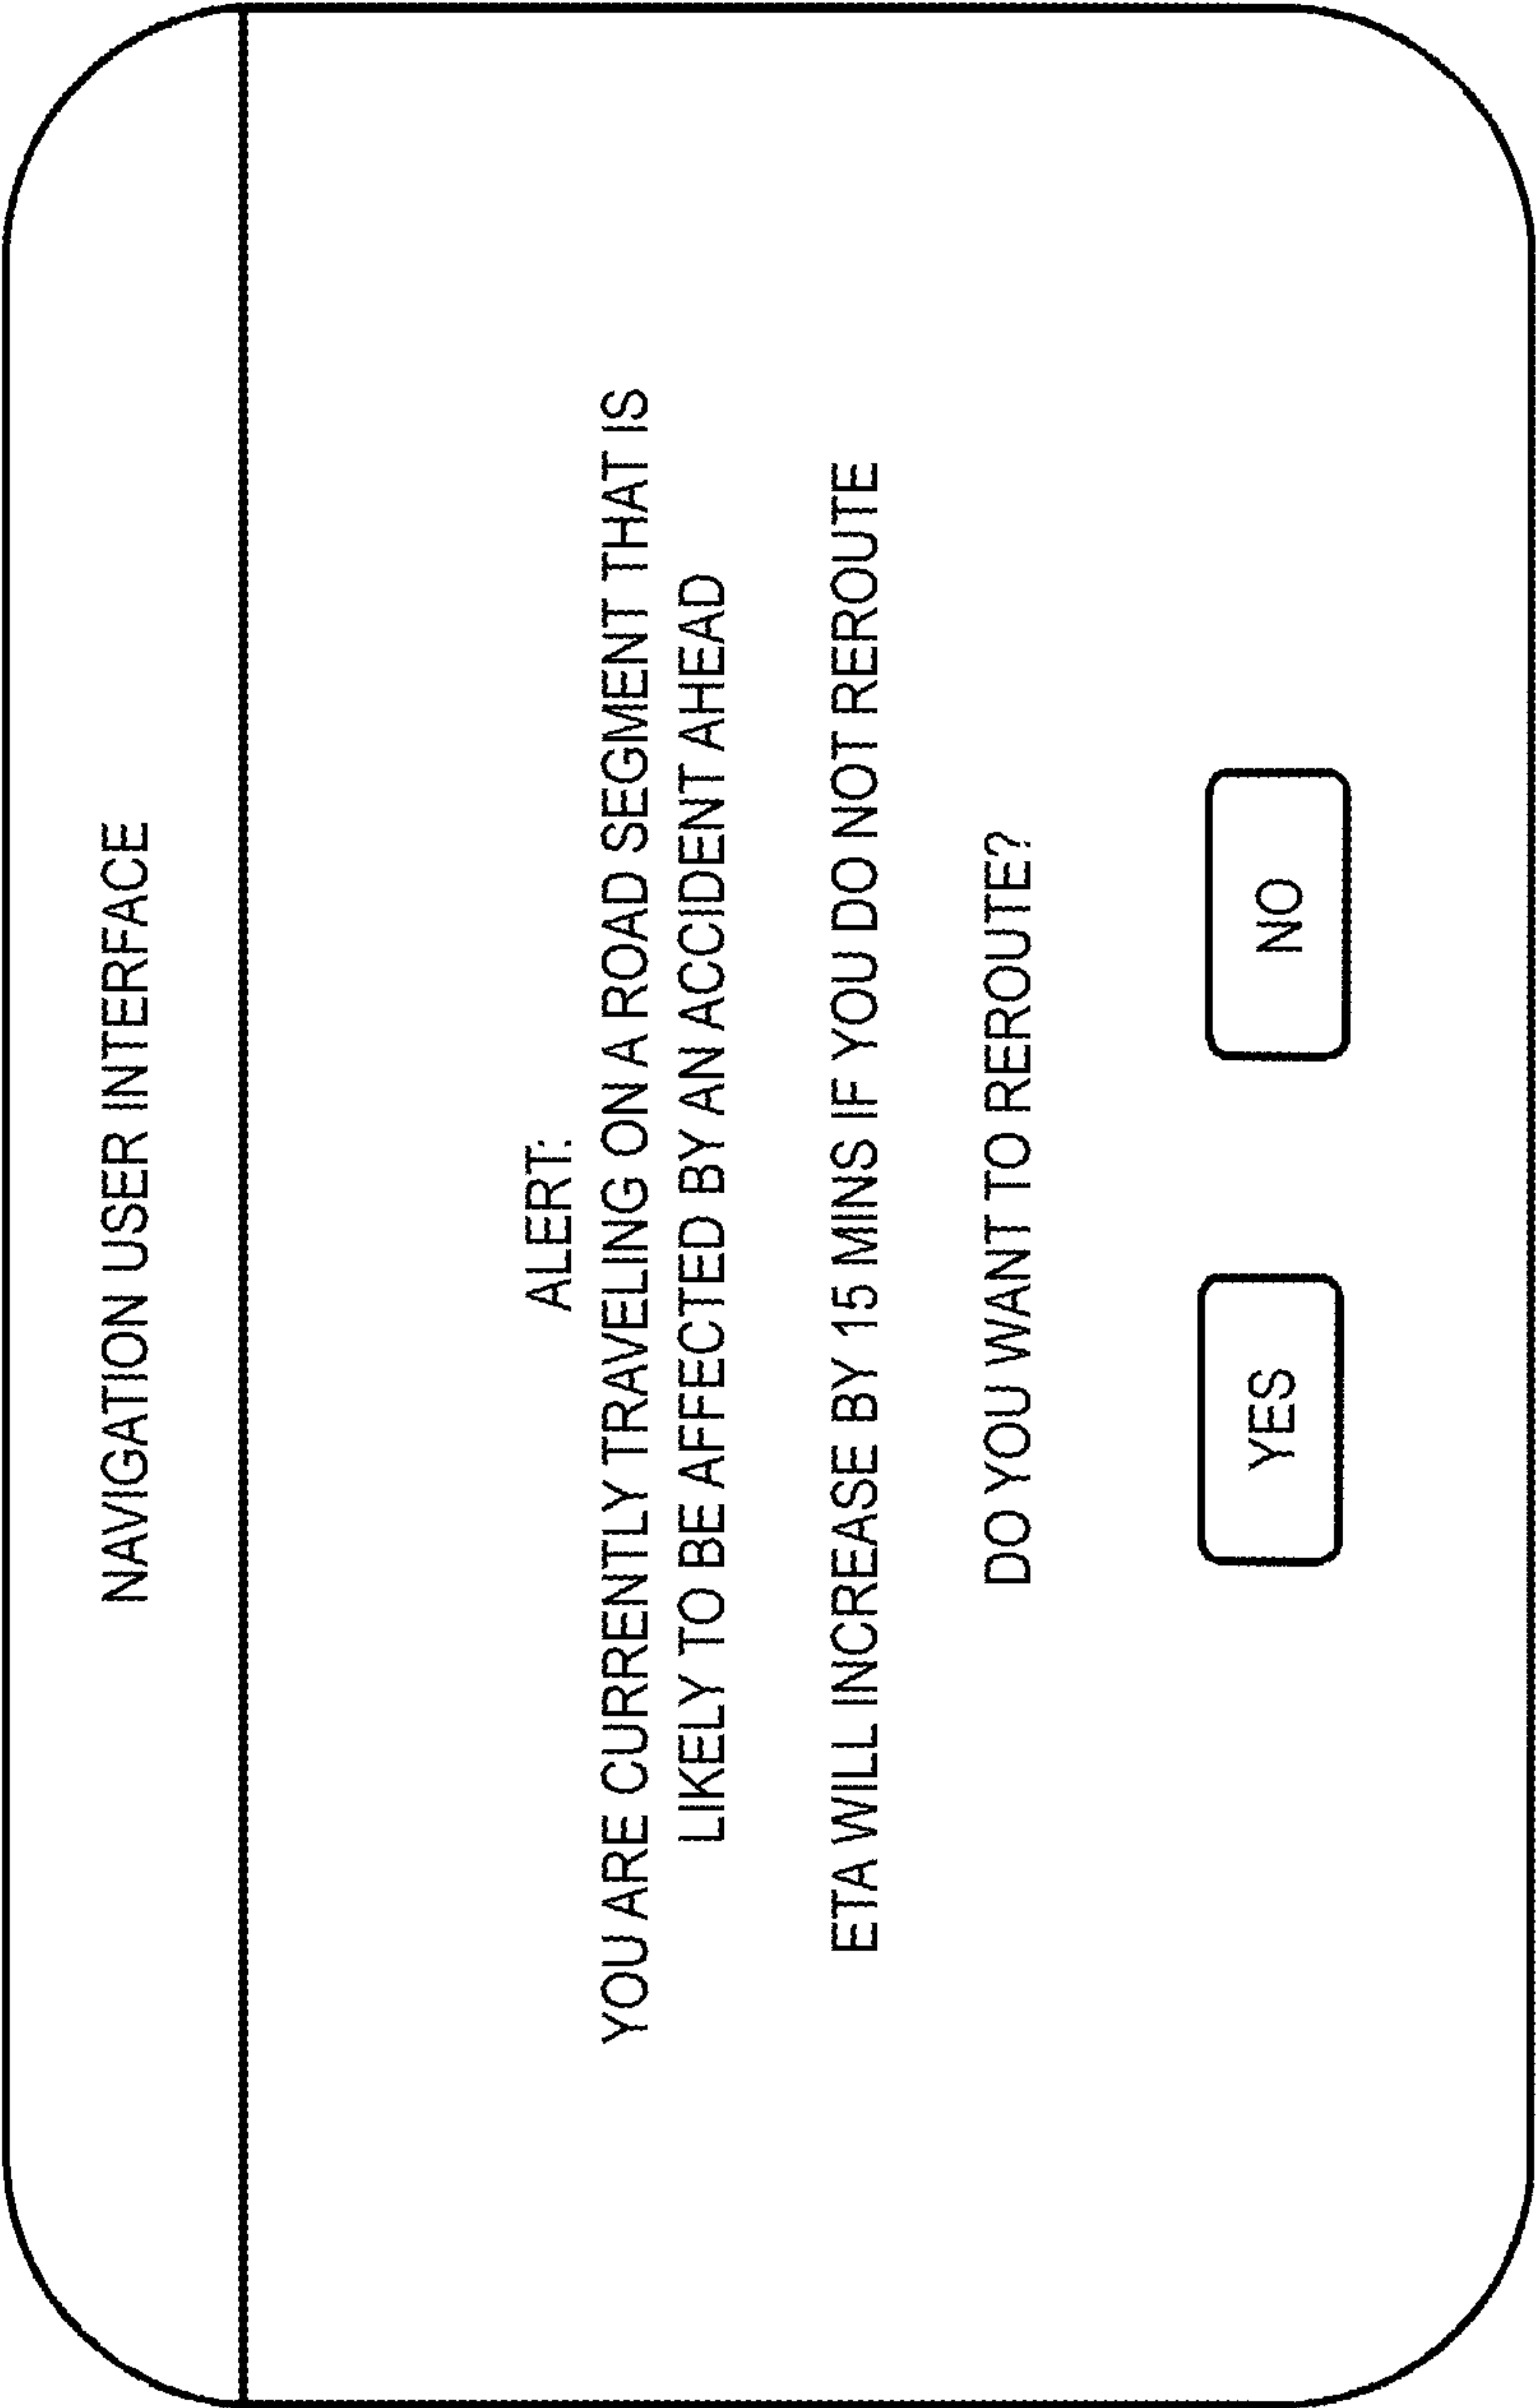 NAVIGATION USER INTERFACE
ALERT:
YOU ARE CURRENTLY TRAVELING ON A ROAD SEGMENT THAT IS
LIKELY TO BE AFFECTED BY AN ACCIDENT AHEAD
ETA WILL INCREASE BY 15 MINS IF YOU DO NOT REROUTE
DO YOU WANT TO REROUTE?
YES
NO